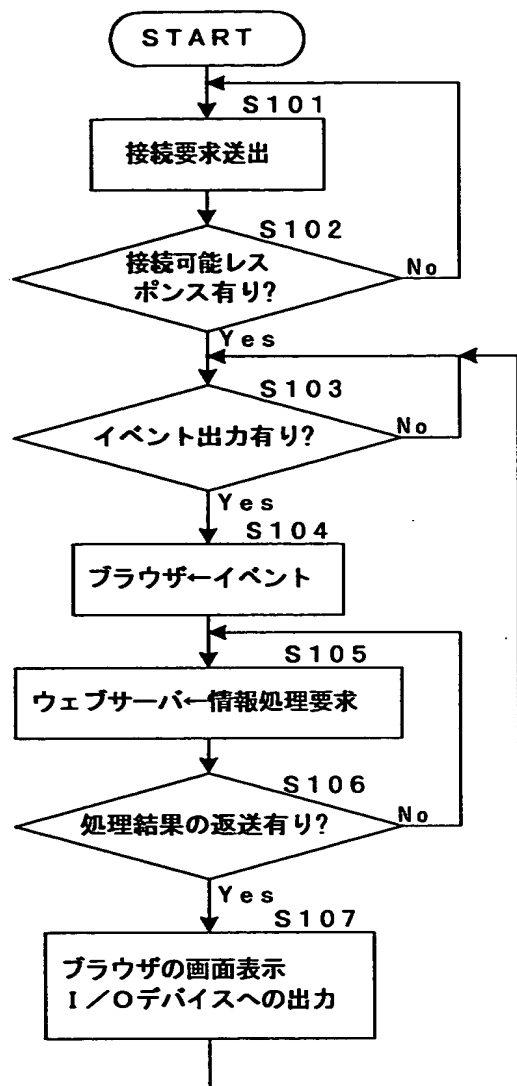 START
S101
接続要求送出
S102
接続可能レス
ポンス有り?
No
Yes
S103
イベント出力有り?
No
Yes
S104
ブラウザ←イベント
S105
ウェブサーバ←情報処理要求
S106
処理結果の返送有り?
No
Yes
S107
ブラウザの画面表示
I/Oデバイスへの出力